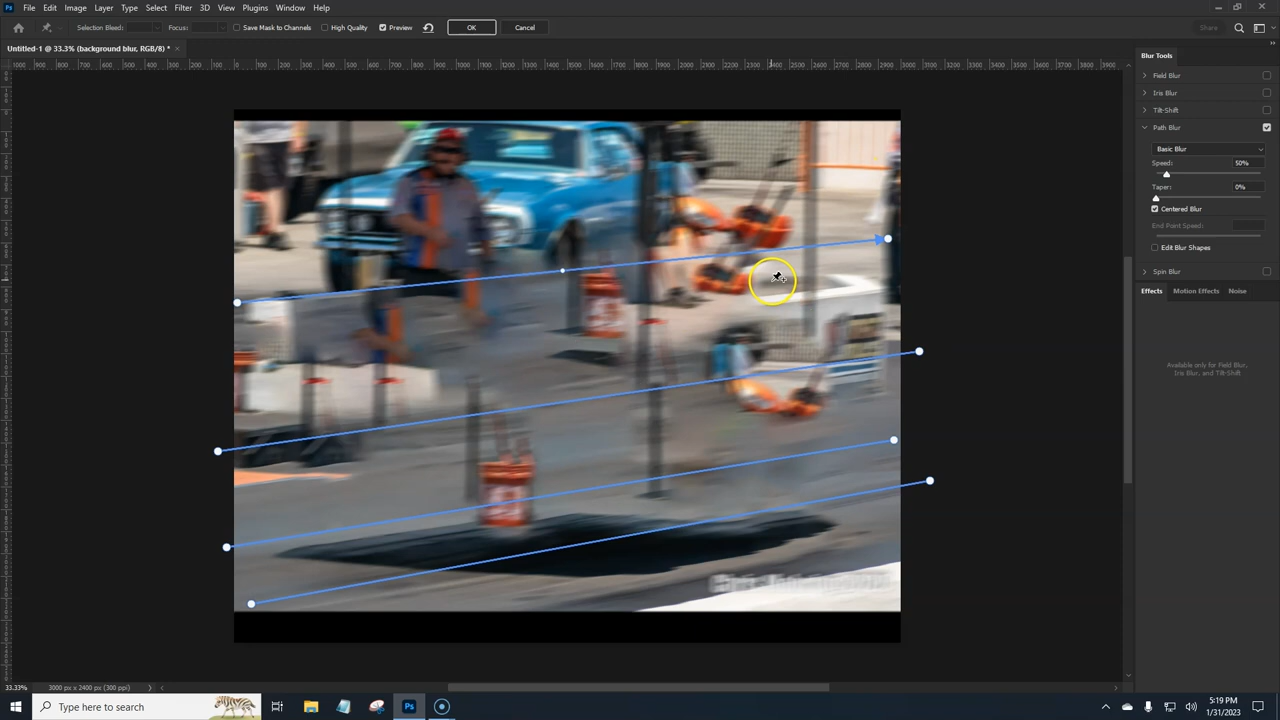 File Edit Image Layer Type Select Filter 3D View Plugins Window Help
Selection Bleed: Focus: Save Mask to Channels High Quality Preview OK Cancel Share
Untitled-1 @ 33.3% (background blur, RGB/8) *
Blur Tools
Field Blur
Iris Blur
Tilt-Shift
Path Blur
Basic Blur
Speed: 50%
Taper: 0%
Centered Blur
End Point Speed:
Edit Blur Shapes
Spin Blur
Effects Motion Effects Noise
Available only for Field Blur,
Iris Blur, and Tilt-Shift
33.33% 3000 px x 2400 px (300 ppi)
Type here to search
5:19 PM
1/31/2023